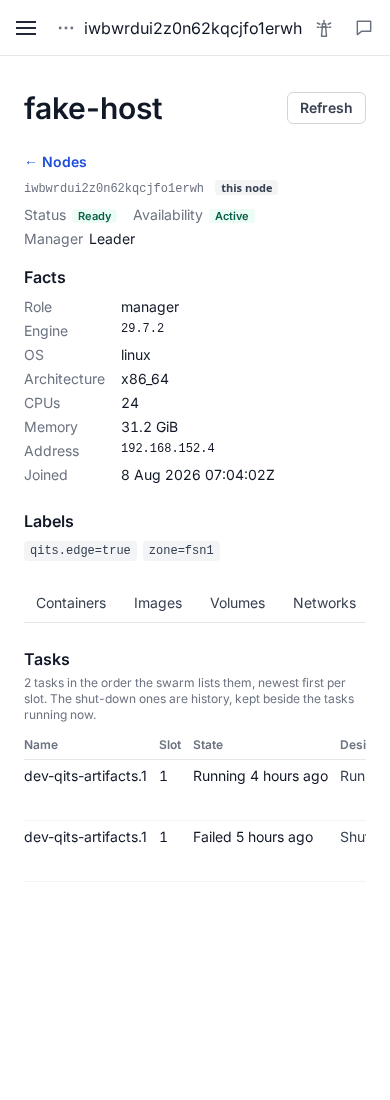 ··· iwbwrdui2z0n62kqcjfo1erwh
fake-host
Refresh
← Nodes
iwbwrdui2z0n62kqcjfo1erwh this node
Status Ready Availability Active
Manager Leader
Facts
Role manager
Engine 29.7.2
OS linux
Architecture x86_64
CPUs 24
Memory 31.2 GiB
Address 192.168.152.4
Joined 8 Aug 2026 07:04:02Z
Labels
qits.edge=true zone=fsn1
Containers Images Volumes Networks
Tasks
2 tasks in the order the swarm lists them, newest first per
slot. The shut-down ones are history, kept beside the tasks
running now.
Name Slot State Desi
dev-qits-artifacts.1 1 Running 4 hours ago Run
dev-qits-artifacts.1 1 Failed 5 hours ago Shu